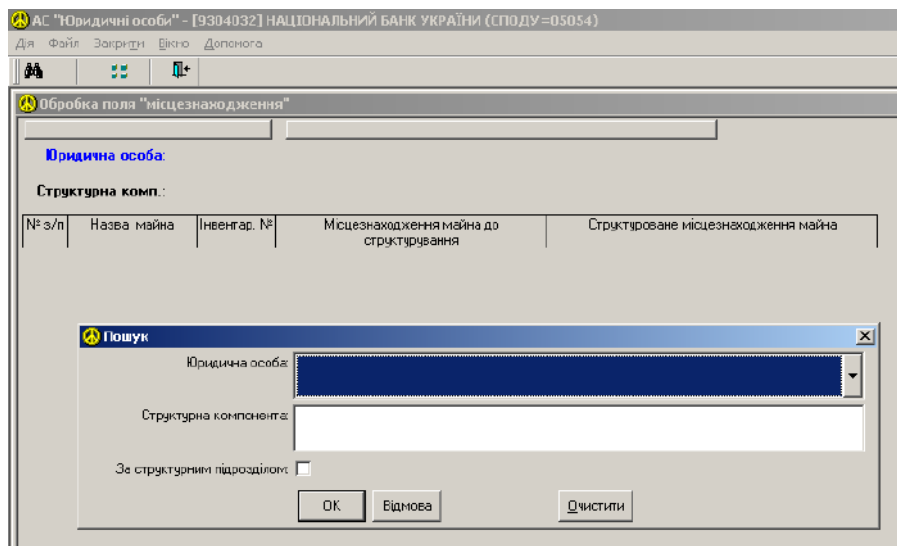 АС "Юридичні особи" - [9304032] НАЦІОНАЛЬНИЙ БАНК УКРАЇНИ (СПОДУ=05054)
Дія Файл Закрити Вікно Допомога
Обробка поля "місцезнаходження"
Юридична особа:
Структурна комп.:
№ з/п Назва майна Інвентар. № Місцезнаходження майна до структурування Структуроване місцезнаходження майна
Пошук
Юридична особа:
Структурна компонента:
За структурним підрозділом:
ОК Відмова Очистити